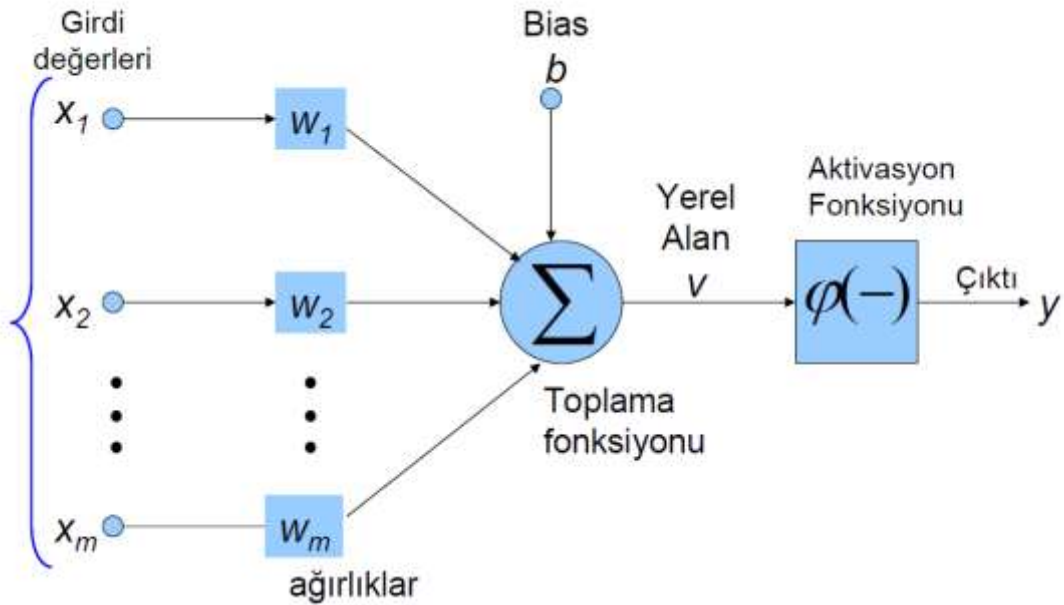 Girdi
değerleri
Bias
b
x1
w1
Aktivasyon
Fonksiyonu
Yerel
Alan
v
x2
w2
∑
φ(−)
Çıktı
y
Toplama
fonksiyonu
xm
wm
ağırlıklar